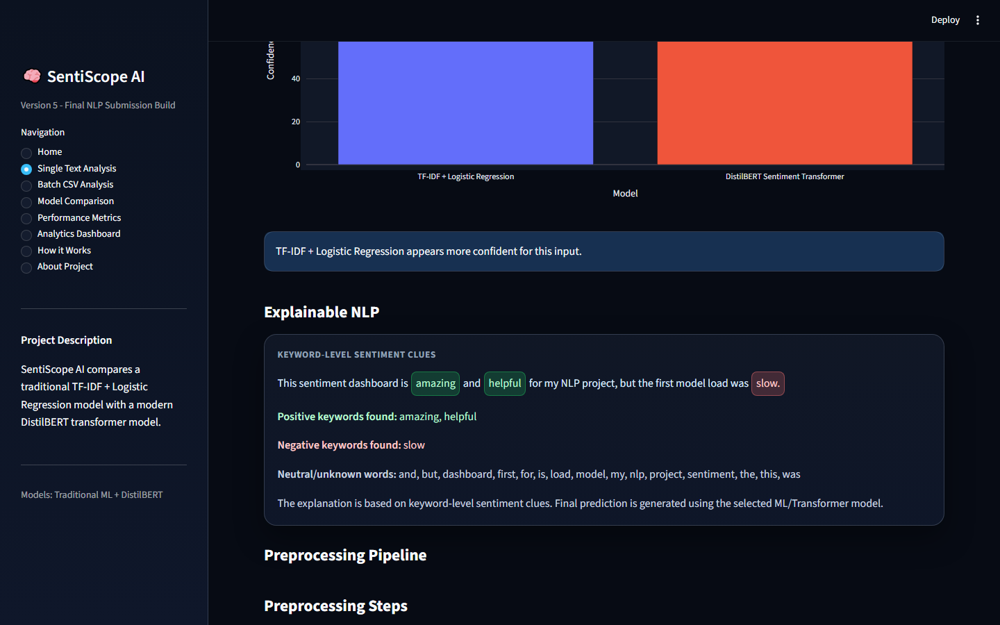 Deploy
SentiScope AI
Version 5 - Final NLP Submission Build
Navigation
Home
Single Text Analysis
Batch CSV Analysis
Model Comparison
Performance Metrics
Analytics Dashboard
How it Works
About Project
Project Description
SentiScope AI compares a
traditional TF-IDF + Logistic
Regression model with a modern
DistilBERT transformer model.
Models: Traditional ML + DistilBERT
40
20
0
TF-IDF + Logistic Regression
DistilBERT Sentiment Transformer
Model
TF-IDF + Logistic Regression appears more confident for this input.
Explainable NLP
KEYWORD-LEVEL SENTIMENT CLUES
This sentiment dashboard is amazing and helpful for my NLP project, but the first model load was slow.
Positive keywords found: amazing, helpful
Negative keywords found: slow
Neutral/unknown words: and, but, dashboard, first, for, is, load, model, my, nlp, project, sentiment, the, this, was
The explanation is based on keyword-level sentiment clues. Final prediction is generated using the selected ML/Transformer model.
Preprocessing Pipeline
Preprocessing Steps